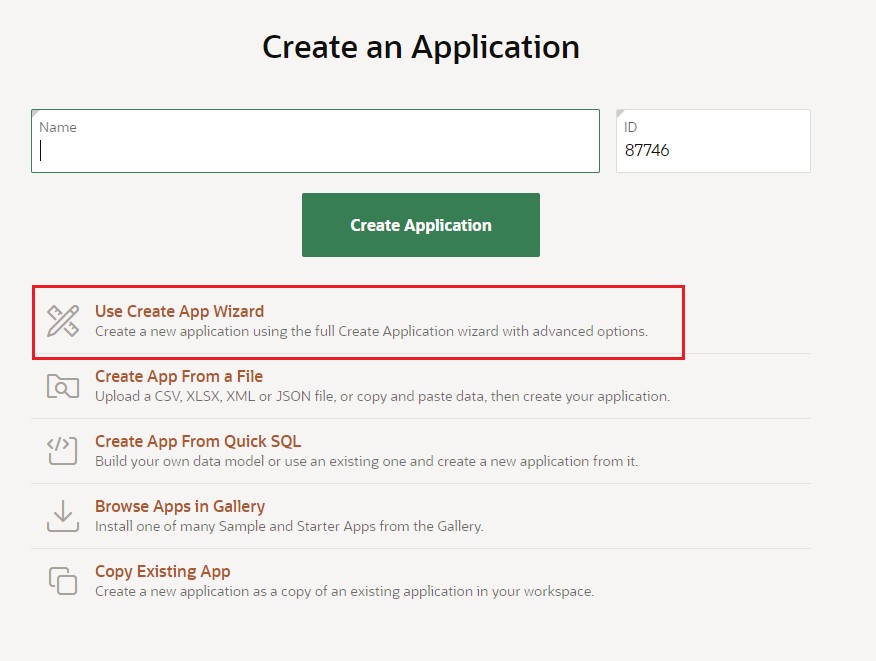 Create an Application
Name
ID
87746
Create Application
Use Create App Wizard
Create a new application using the full Create Application wizard with advanced options.
Create App From a File
Upload a CSV, XLSX, XML or JSON file, or copy and paste data, then create your application.
Create App From Quick SQL
Build your own data model or use an existing one and create a new application from it.
Browse Apps in Gallery
Install one of many Sample and Starter Apps from the Gallery.
Copy Existing App
Create a new application as a copy of an existing application in your workspace.